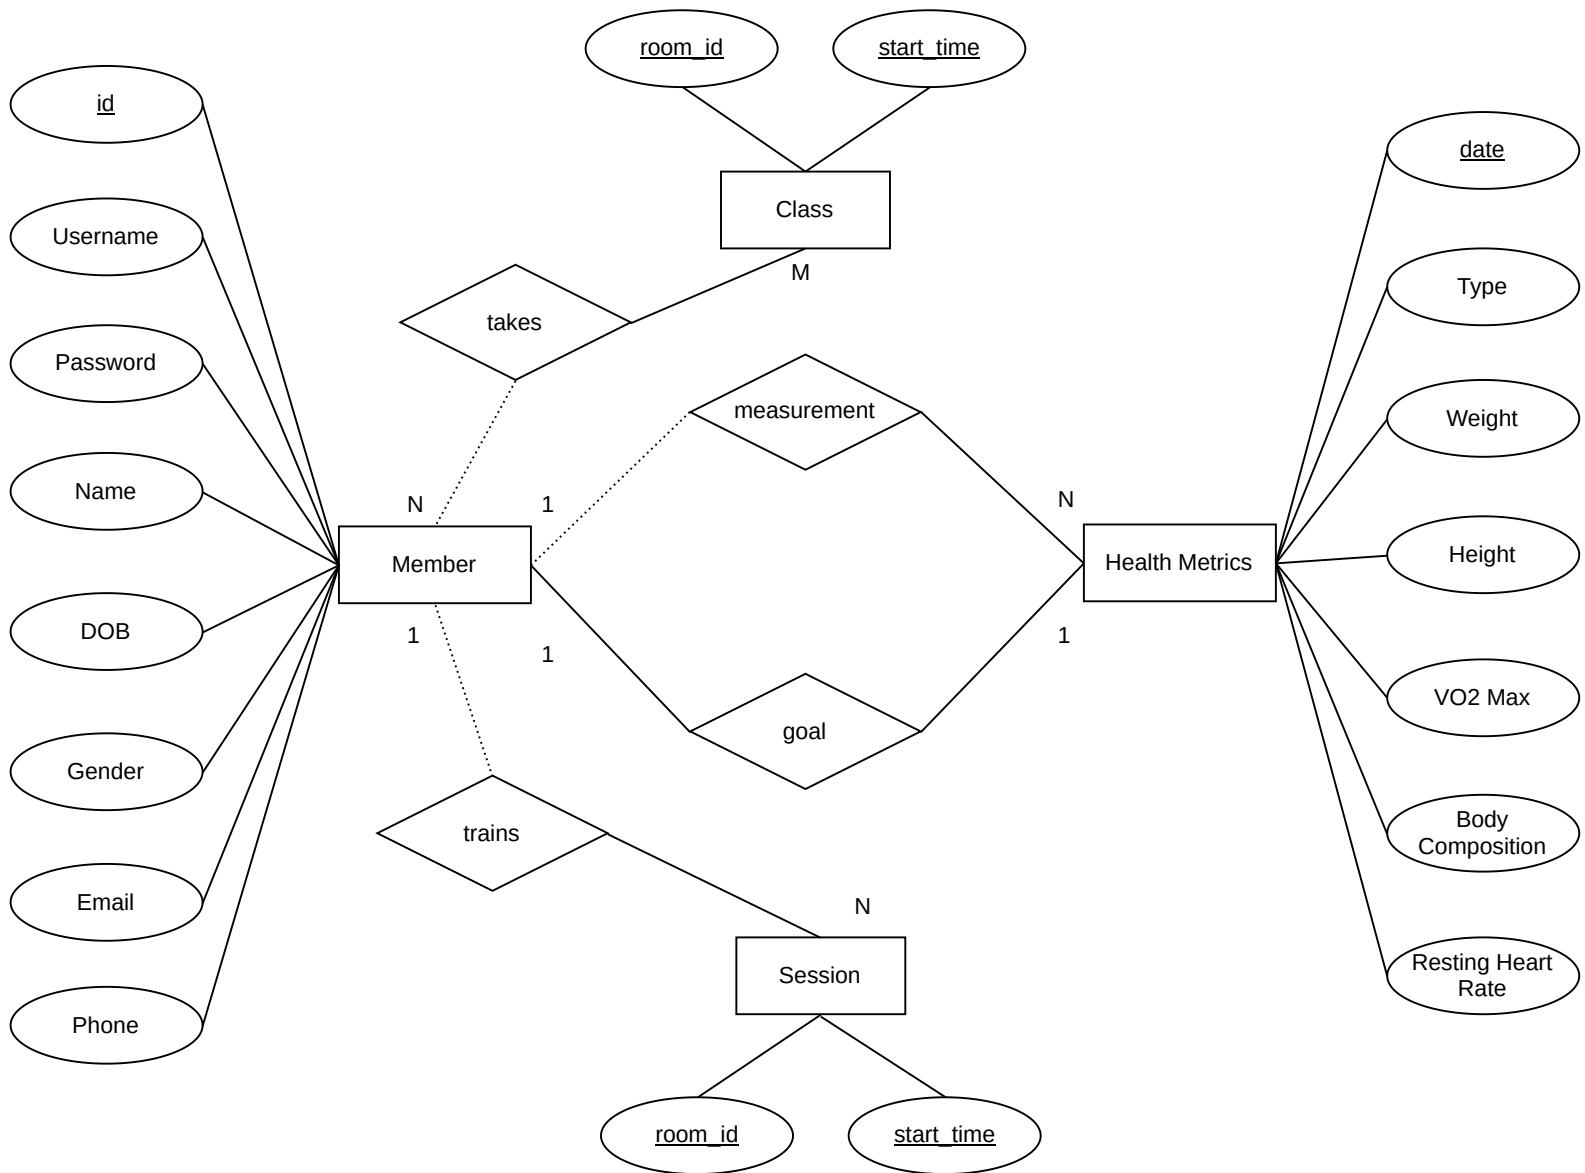 room_id
start_time
id
date
Class
Username
M
Type
takes
Password
measurement
Weight
Name
N
1
N
Member
Health Metrics
Height
DOB
1
1
1
VO2 Max
goal
Gender
trains
Body
Composition
Email
N
Resting Heart
Rate
Session
Phone
room_id
start_time